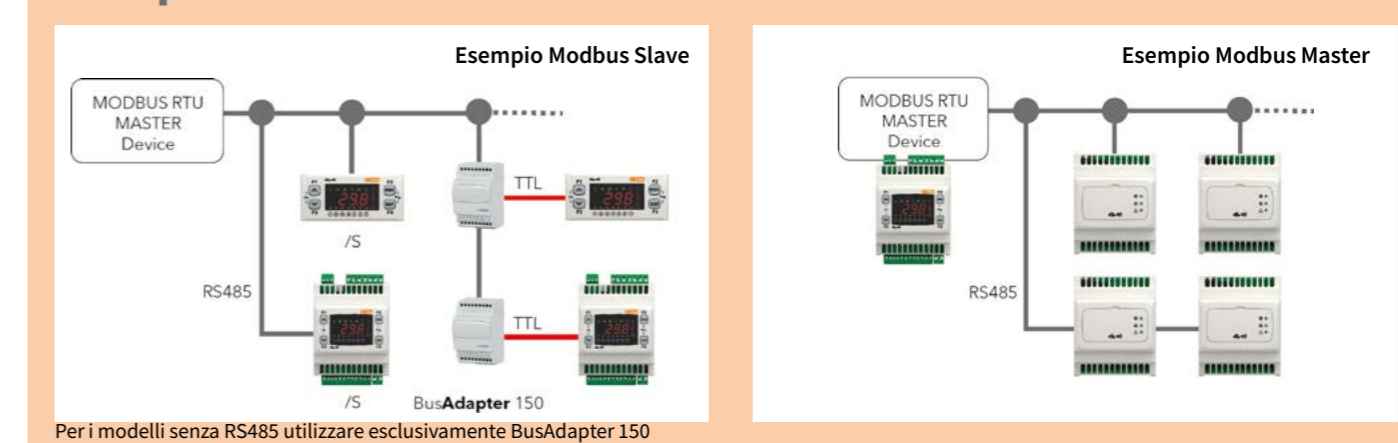 Esempio Modbus Slave
MODBUS RTU
MASTER
Device
TTL
/S
RS485
TTL
/S
BusAdapter 150
Per i modelli senza RS485 utilizzare esclusivamente BusAdapter 150
Esempio Modbus Master
MODBUS RTU
MASTER
Device
RS485